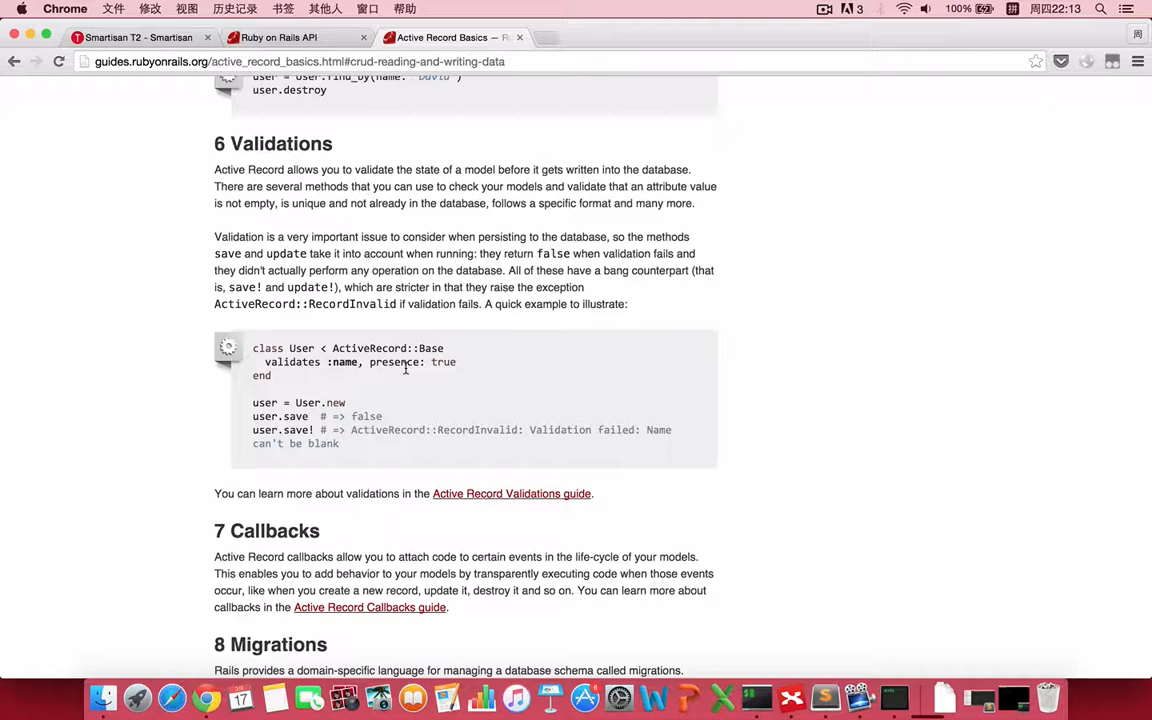 Chrome 文件 修改 视图 历史记录 书签 其他人 窗口 帮助 3 100% 拼 周四22:13
Smartisan T2 - Smartisan × Ruby on Rails API × Active Record Basics — × 周
guides.rubyonrails.org/active_record_basics.html#crud-reading-and-writing-data
user = User.find_by(name: 'David')
user.destroy
6 Validations
Active Record allows you to validate the state of a model before it gets written into the database.
There are several methods that you can use to check your models and validate that an attribute value
is not empty, is unique and not already in the database, follows a specific format and many more.
Validation is a very important issue to consider when persisting to the database, so the methods
save and update take it into account when running: they return false when validation fails and
they didn't actually perform any operation on the database. All of these have a bang counterpart (that
is, save! and update!), which are stricter in that they raise the exception
ActiveRecord::RecordInvalid if validation fails. A quick example to illustrate:
class User < ActiveRecord::Base
validates :name, presence: true
end
user = User.new
user.save # => false
user.save! # => ActiveRecord::RecordInvalid: Validation failed: Name
can't be blank
You can learn more about validations in the Active Record Validations guide.
7 Callbacks
Active Record callbacks allow you to attach code to certain events in the life-cycle of your models.
This enables you to add behavior to your models by transparently executing code when those events
occur, like when you create a new record, update it, destroy it and so on. You can learn more about
callbacks in the Active Record Callbacks guide.
8 Migrations
Rails provides a domain-specific language for managing a database schema called migrations.
17